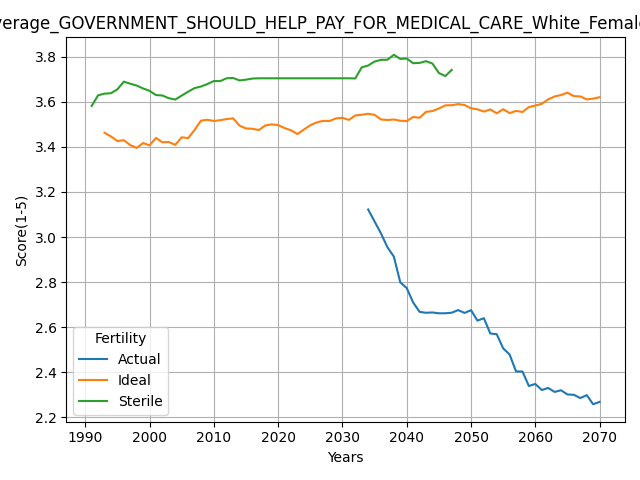 verage_GOVERNMENT_SHOULD_HELP_PAY_FOR_MEDICAL_CARE_White_Female
3.8
3.6
3.4
3.2
3.0
2.8
2.6
2.4
2.2
Score(1-5)
Fertility
Actual
Ideal
Sterile
1990 2000 2010 2020 2030 2040 2050 2060 2070
Years